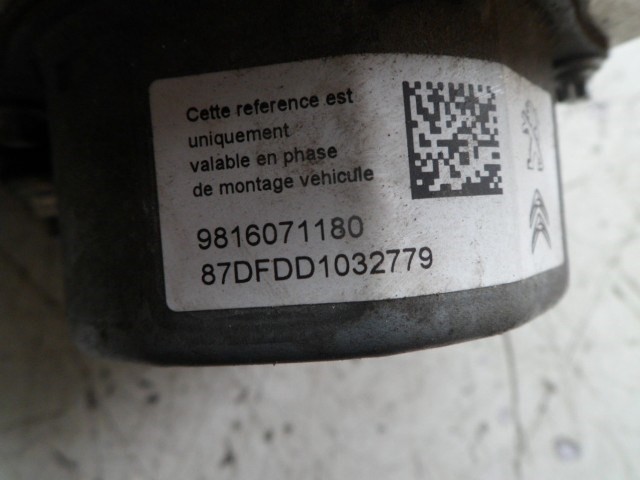 Cette reference est
uniquement
valable en phase
de montage vehicule
9816071180
87DFDD1032779